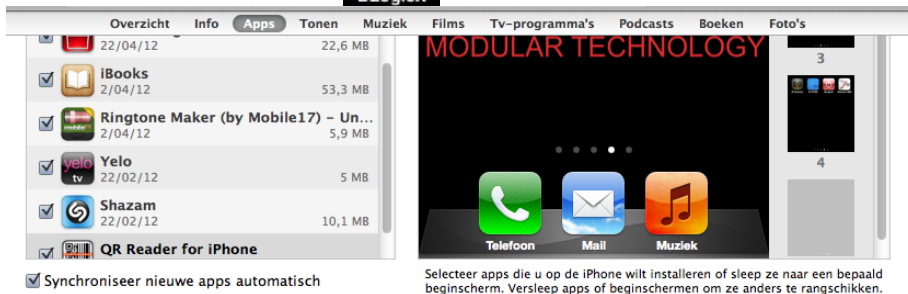 Overzicht Info Apps Tonen Muziek Films Tv-programma's Podcasts Boeken Foto's
22/04/12 22,6 MB
iBooks
2/04/12 53,3 MB
Ringtone Maker (by Mobile17) – Un...
2/04/12 5,9 MB
Yelo
22/02/12 5 MB
Shazam
22/02/12 10,1 MB
QR Reader for iPhone
Synchroniseer nieuwe apps automatisch
MODULAR TECHNOLOGY
yelo
tv
Telefoon Mail Muziek
3
4
Selecteer apps die u op de iPhone wilt installeren of sleep ze naar een bepaald
beginscherm. Versleep apps of beginschermen om ze anders te rangschikken.